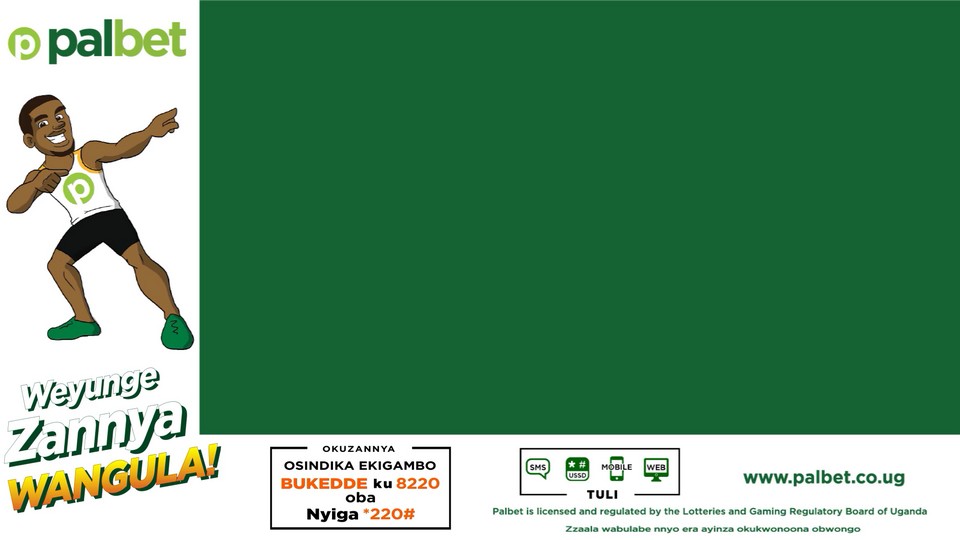 palbet
Weyunge
Zannya
WANGULA!
OKUZANNYA
OSINDIKA EKIGAMBO
BUKEDDE ku 8220
oba
Nyiga *220#
SMS
*#
USSD
MOBILE
WEB
TULI
www.palbet.co.ug
Palbet is licensed and regulated by the Lotteries and Gaming Regulatory Board of Uganda
Zzaala wabulabe nnyo era ayinza okukwonoona obwongo